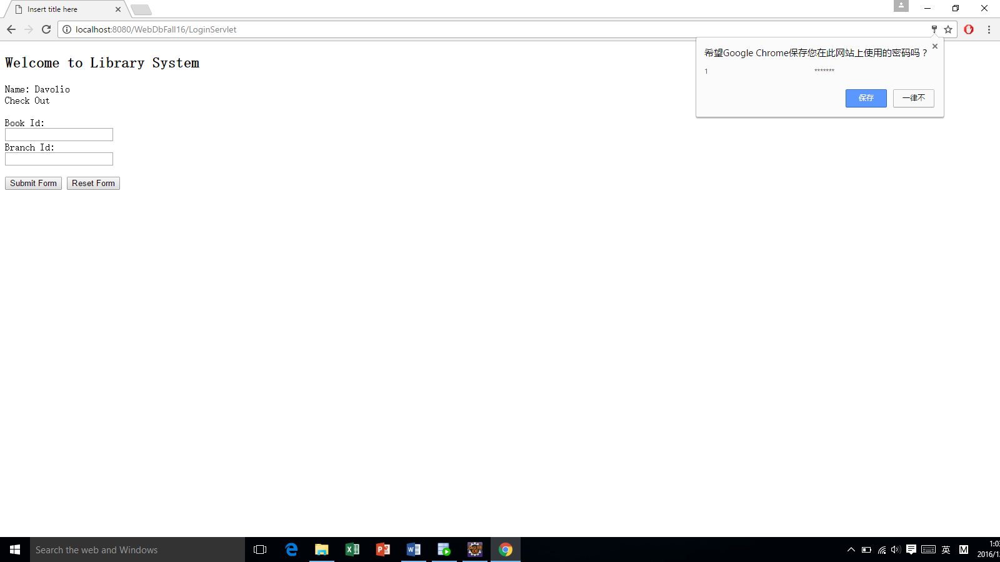 Insert title here
localhost:8080/WebDbFall16/LoginServlet
希望Google Chrome保存您在此网站上使用的密码吗？
1 *******
保存 一律不
Welcome to Library System
Name: Davolio
Check Out
Book Id:
Branch Id:
Submit Form Reset Form
Search the web and Windows
英 M
1:03
2016/1